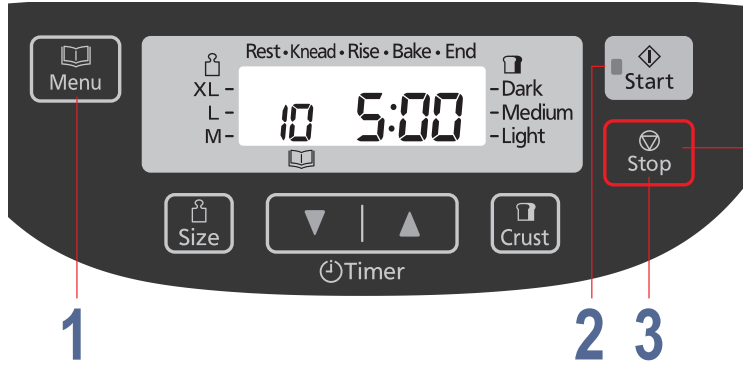 Rest•Knead•Rise•Bake•End
Menu
XL –
L –
M –
10 5:00
– Dark
– Medium
– Light
Start
Stop
Size
Timer
Crust
1
2
3